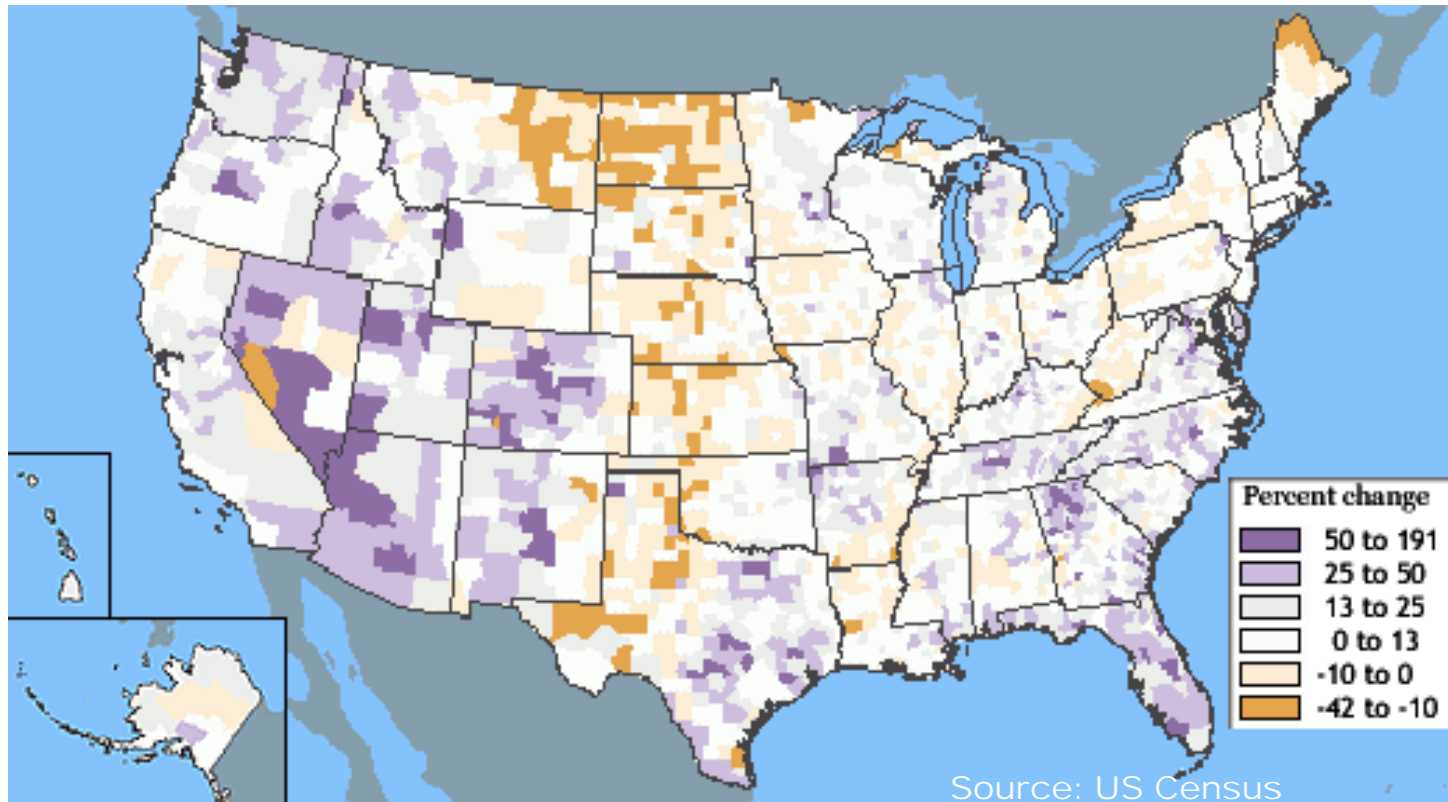 Percent change
50 to 191
25 to 50
13 to 25
0 to 13
-10 to 0
-42 to -10
Source: US Census